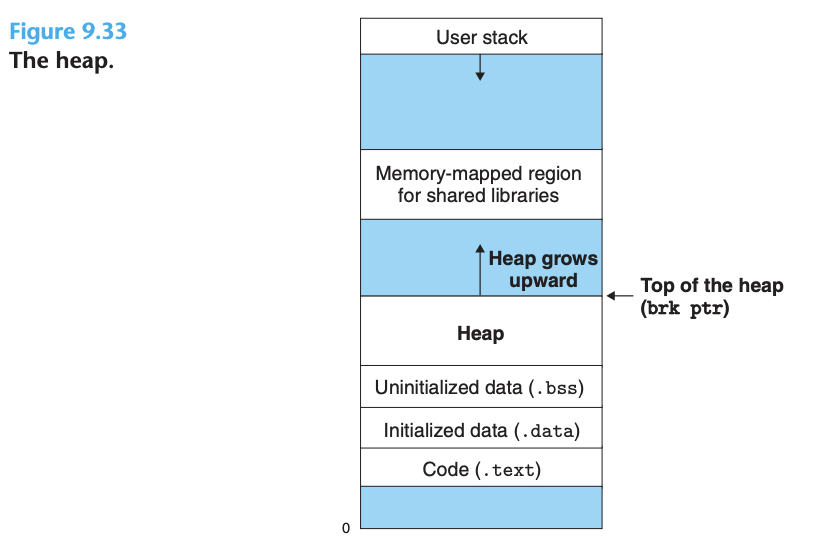 Figure 9.33
The heap.
User stack
Memory-mapped region
for shared libraries
Heap grows
upward
Top of the heap
(brk ptr)
Heap
Uninitialized data (.bss)
Initialized data (.data)
Code (.text)
0